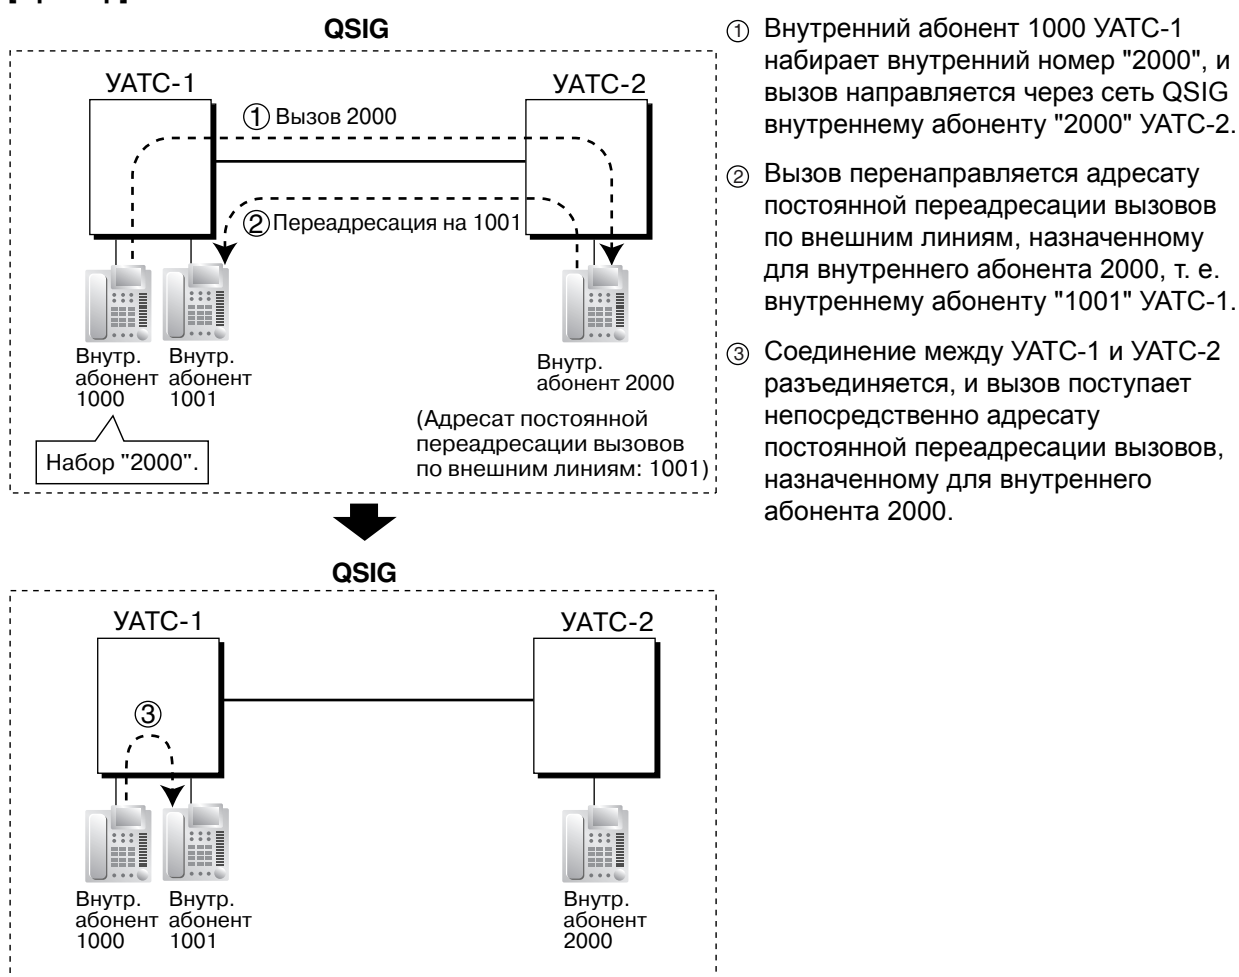 QSIG
УАТС-1
УАТС-2
① Вызов 2000
② Переадресация на 1001
Внутр.
абонент
1000
Внутр.
абонент
1001
Внутр.
абонент 2000
(Адресат постоянной
переадресации вызовов
по внешним линиям: 1001)
Набор "2000".
① Внутренний абонент 1000 УАТС-1
набирает внутренний номер "2000", и
вызов направляется через сеть QSIG
внутреннему абоненту "2000" УАТС-2.
② Вызов перенаправляется адресату
постоянной переадресации вызовов
по внешним линиям, назначенному
для внутреннего абонента 2000, т. е.
внутреннему абоненту "1001" УАТС-1.
③ Соединение между УАТС-1 и УАТС-2
разъединяется, и вызов поступает
непосредственно адресату
постоянной переадресации вызовов,
назначенному для внутреннего
абонента 2000.
QSIG
УАТС-1
УАТС-2
③
Внутр.
абонент
1000
Внутр.
абонент
1001
Внутр.
абонент
2000